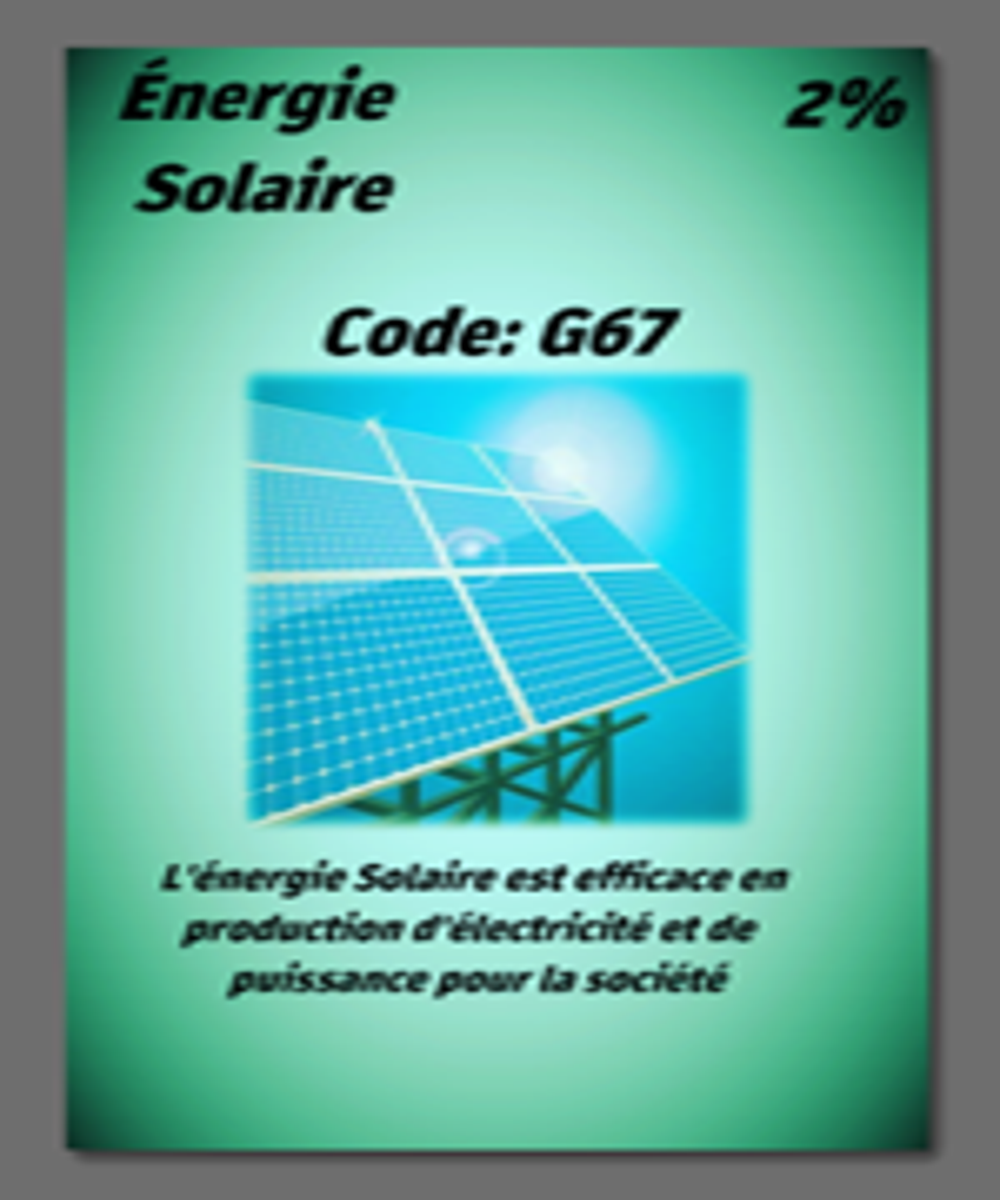 Énergie
Solaire
2%
Code: G67
L'énergie Solaire est efficace en
production d'électricité et de
puissance pour la société